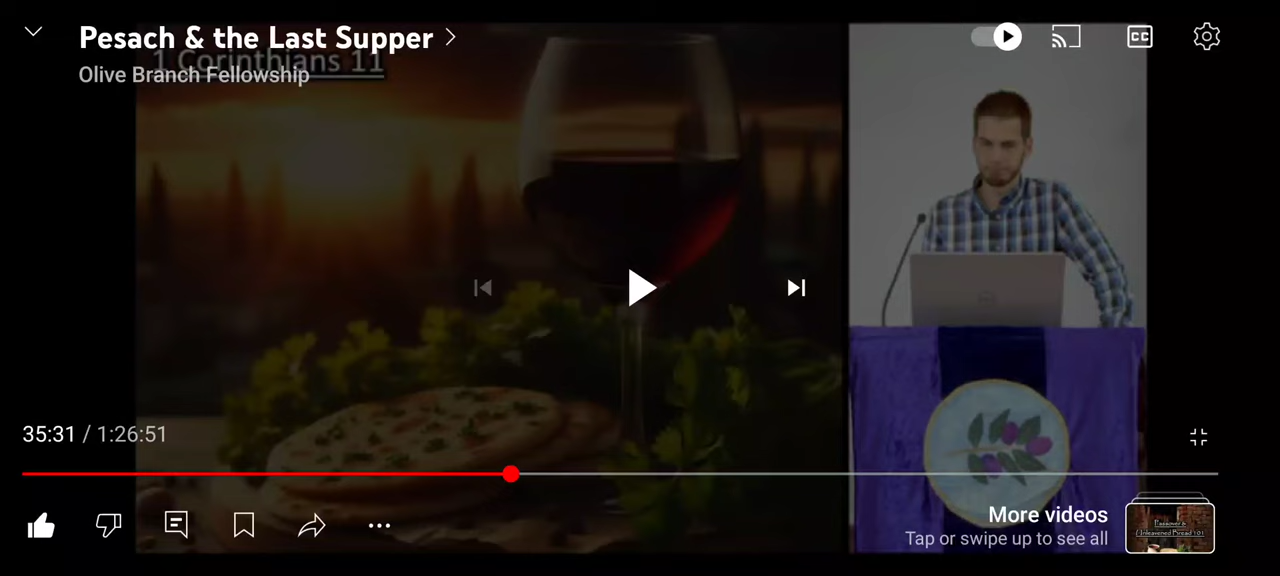 Pesach & the Last Supper
1 Corinthians 11
Olive Branch Fellowship
CC
35:31 / 1:26:51
More videos
Tap or swipe up to see all
Passover &
Unleavened Bread 101